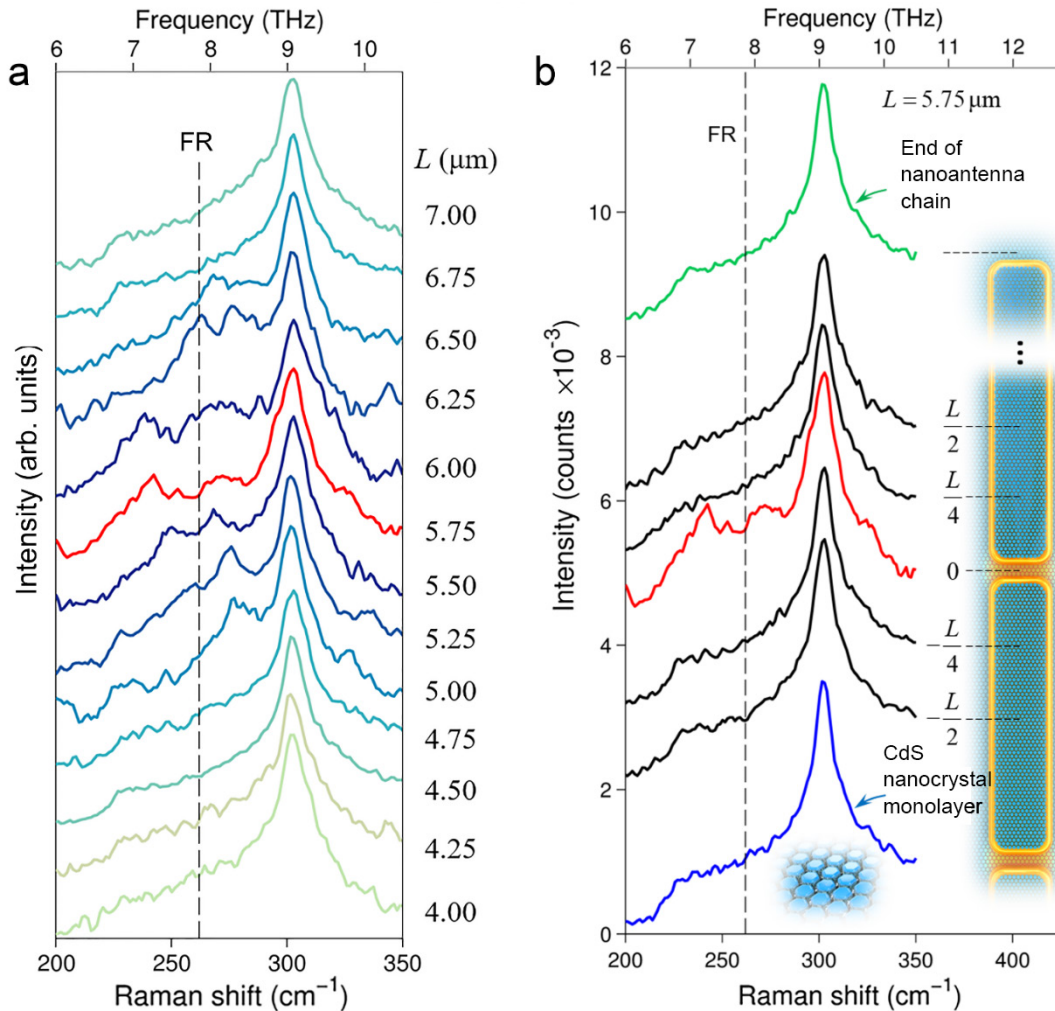 a
Frequency (THz)
6 7 8 9 10
FR
L (µm)
7.00
6.75
6.50
6.25
6.00
5.75
5.50
5.25
5.00
4.75
4.50
4.25
4.00
Intensity (arb. units)
200 250 300 350
Raman shift (cm⁻¹)
b
Frequency (THz)
6 7 8 9 10 11 12
12
10
8
6
4
2
0
Intensity (counts ×10⁻³)
L = 5.75 µm
FR
End of
nanoantenna
chain
L/2
L/4
0
−L/4
−L/2
CdS
nanocrystal
monolayer
200 250 300 350 400
Raman shift (cm⁻¹)